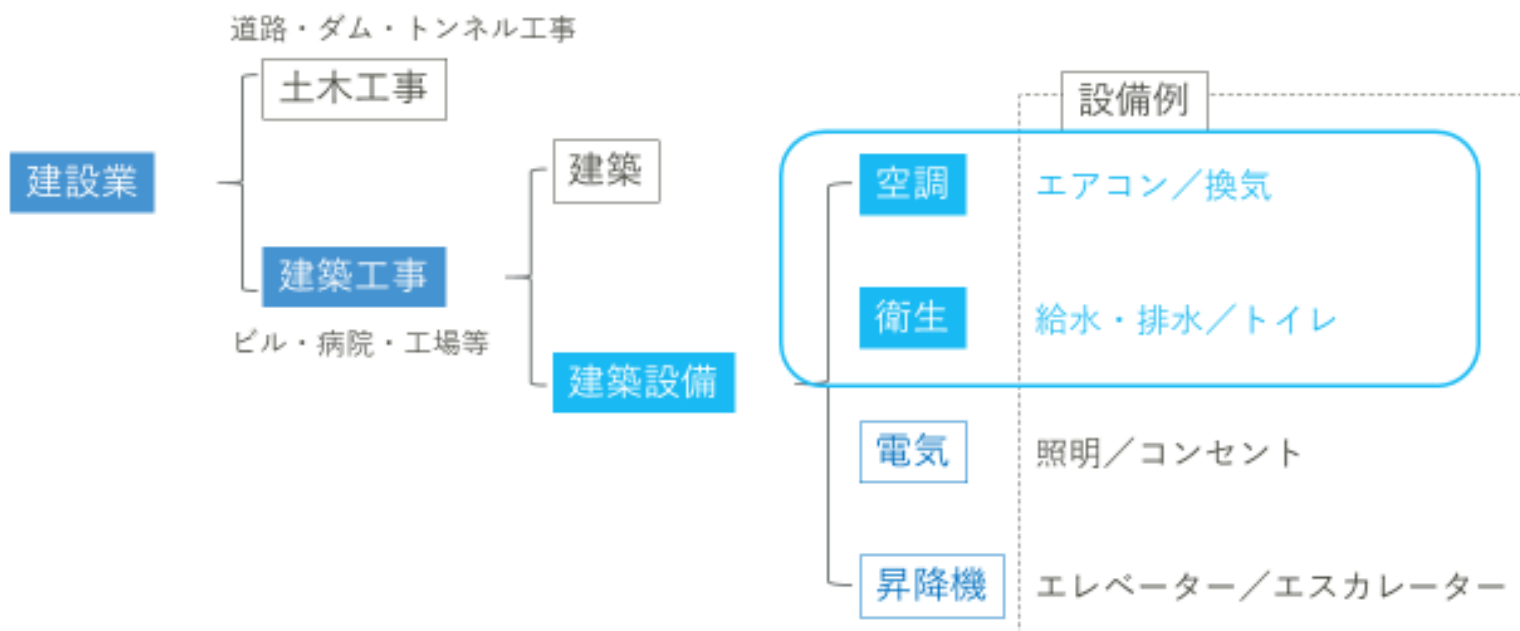 道路・ダム・トンネル工事
土木工事
設備例
建設業
建築
空調
エアコン／換気
建築工事
衛生
給水・排水／トイレ
ビル・病院・工場等
建築設備
電気
照明／コンセント
昇降機
エレベーター／エスカレーター